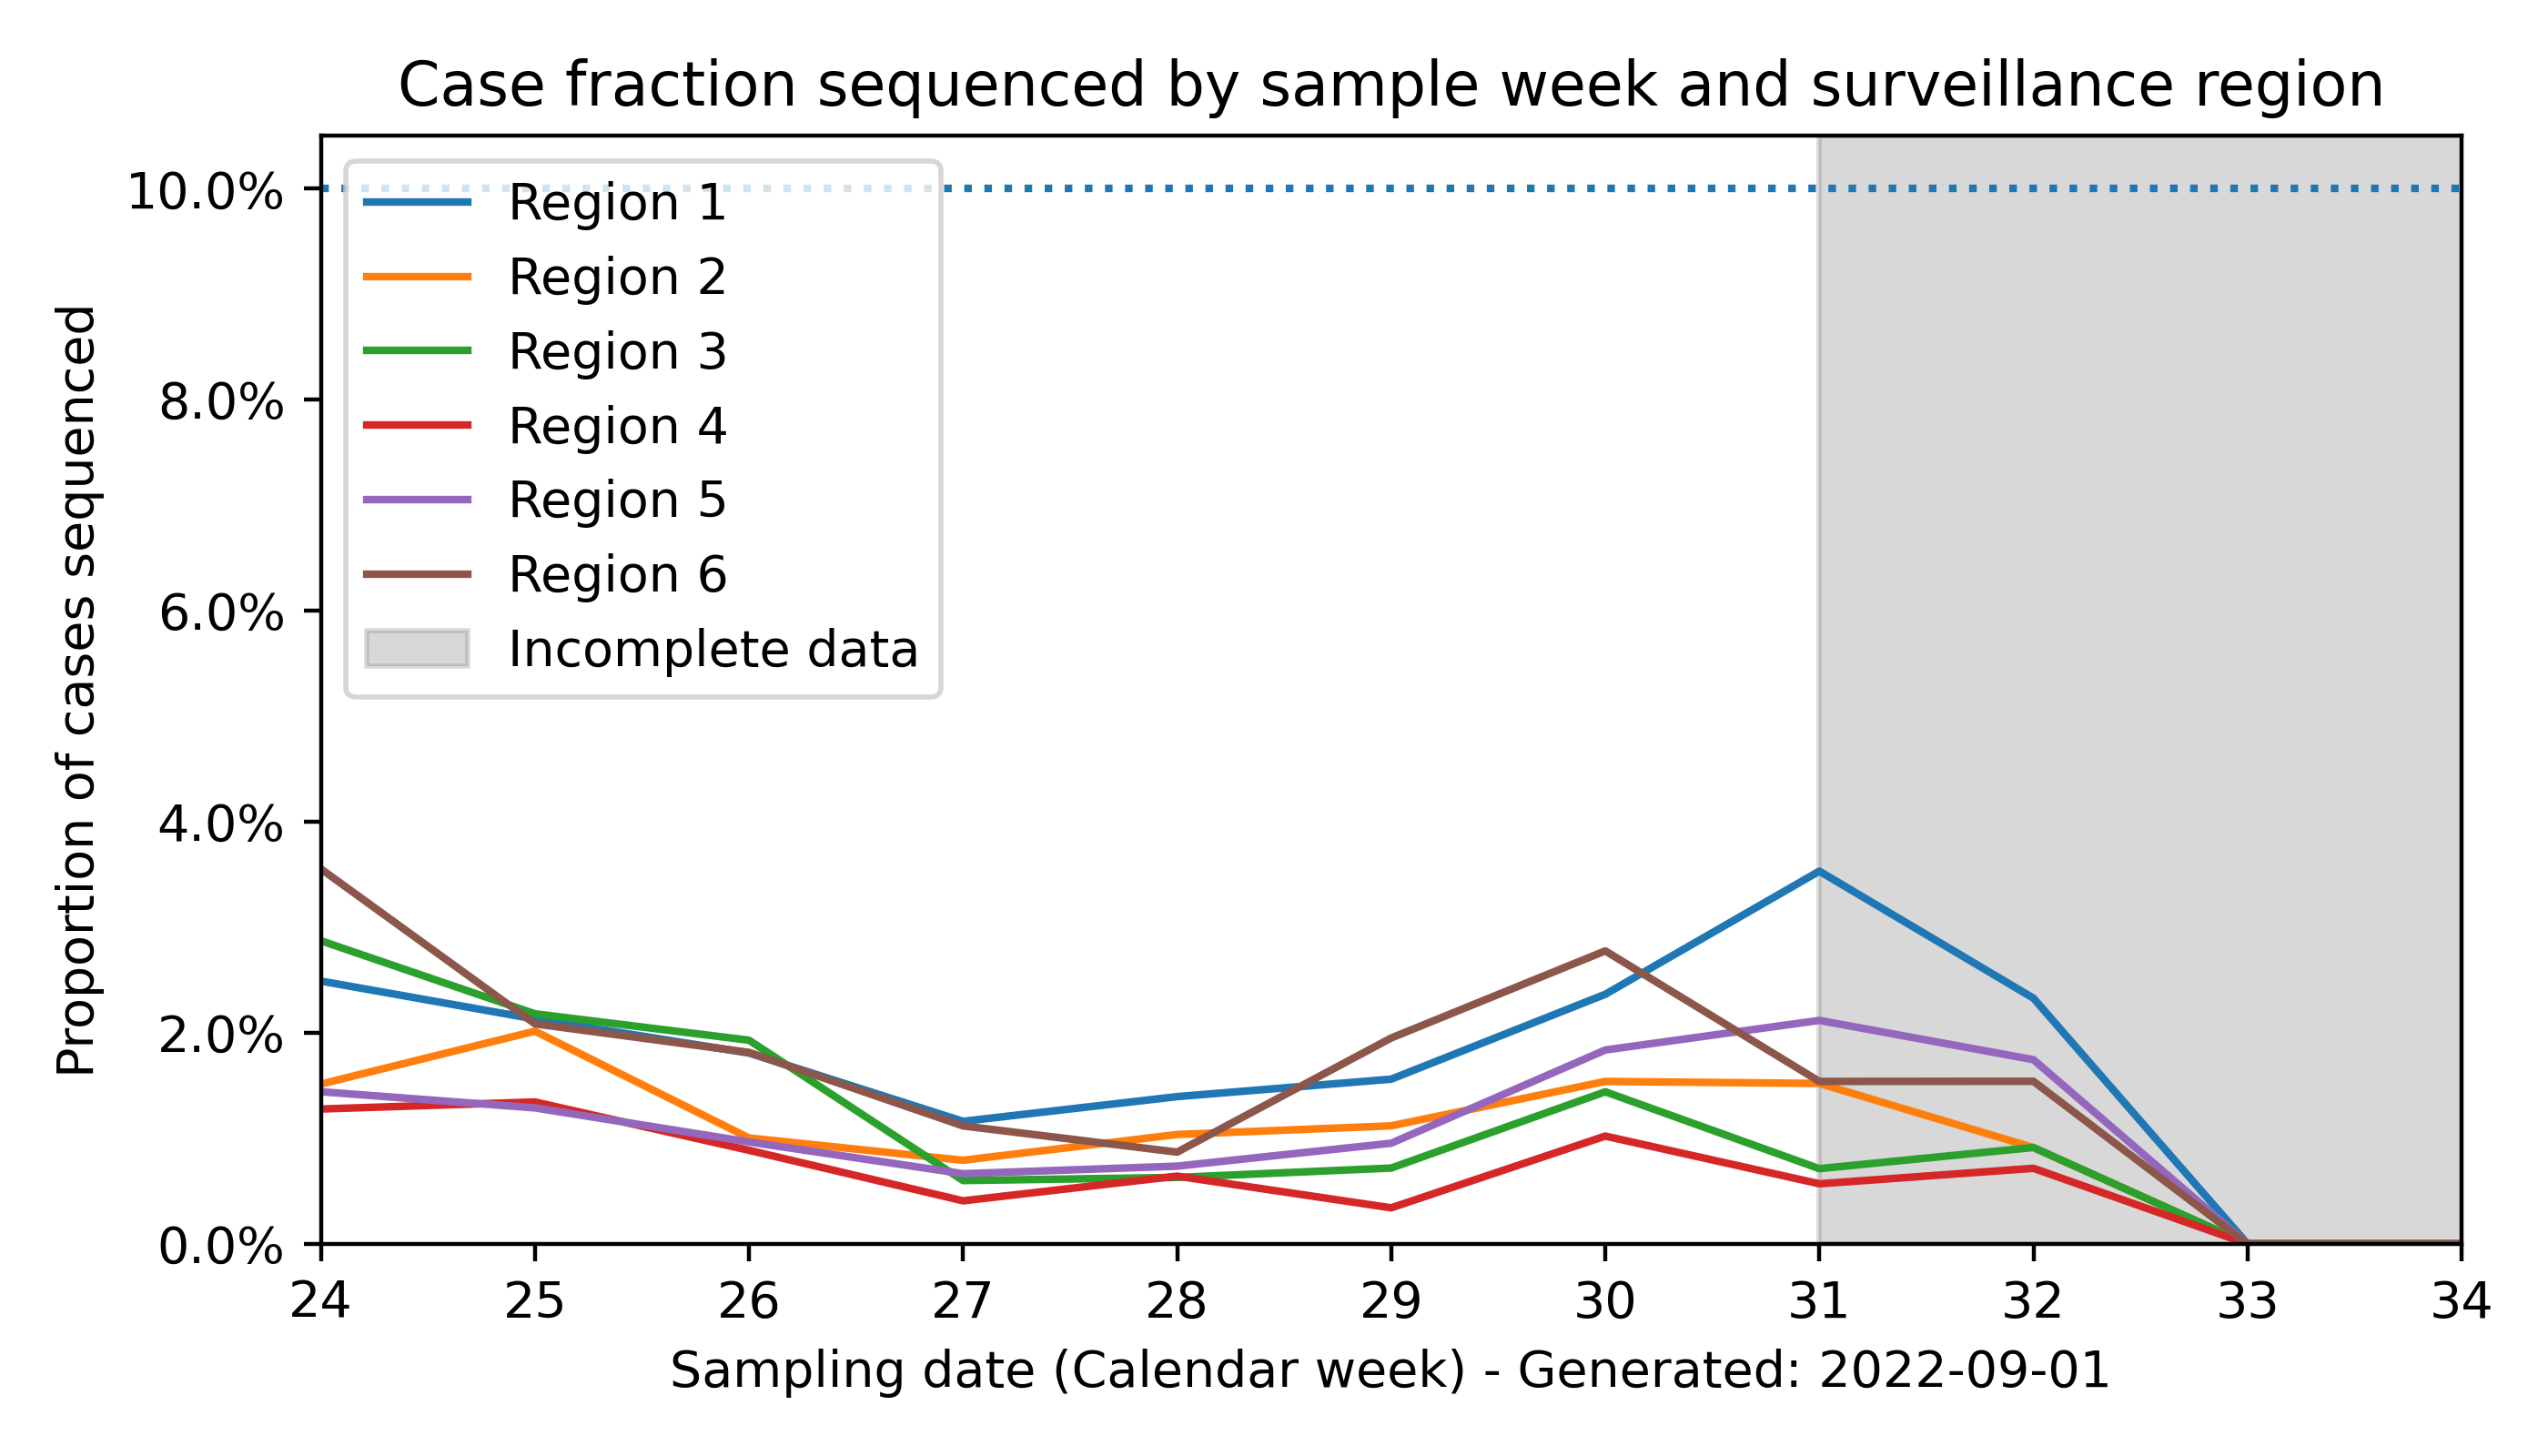 Case fraction sequenced by sample week and surveillance region
Proportion of cases sequenced
10.0%
8.0%
6.0%
4.0%
2.0%
0.0%
Region 1
Region 2
Region 3
Region 4
Region 5
Region 6
Incomplete data
24 25 26 27 28 29 30 31 32 33 34
Sampling date (Calendar week) - Generated: 2022-09-01